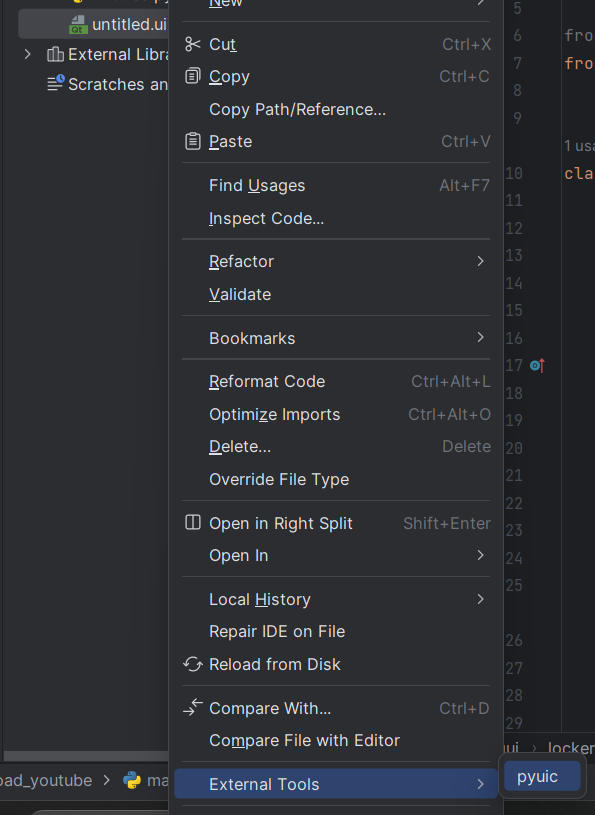 New
untitled.ui
External Libra
Scratches an
Cut Ctrl+X
Copy Ctrl+C
Copy Path/Reference...
Paste Ctrl+V
Find Usages Alt+F7
Inspect Code...
Refactor
Validate
Bookmarks
Reformat Code Ctrl+Alt+L
Optimize Imports Ctrl+Alt+O
Delete... Delete
Override File Type
Open in Right Split Shift+Enter
Open In
Local History
Repair IDE on File
Reload from Disk
Compare With... Ctrl+D
Compare File with Editor
External Tools
pyuic
5
6 fro
7 fro
8
9
1 usa
10 cla
11
12
13
14
15
16
17
18
19
20
21
22
23
24
25
26
27
28
29
oad_youtube > ma
ui > locker
Qt